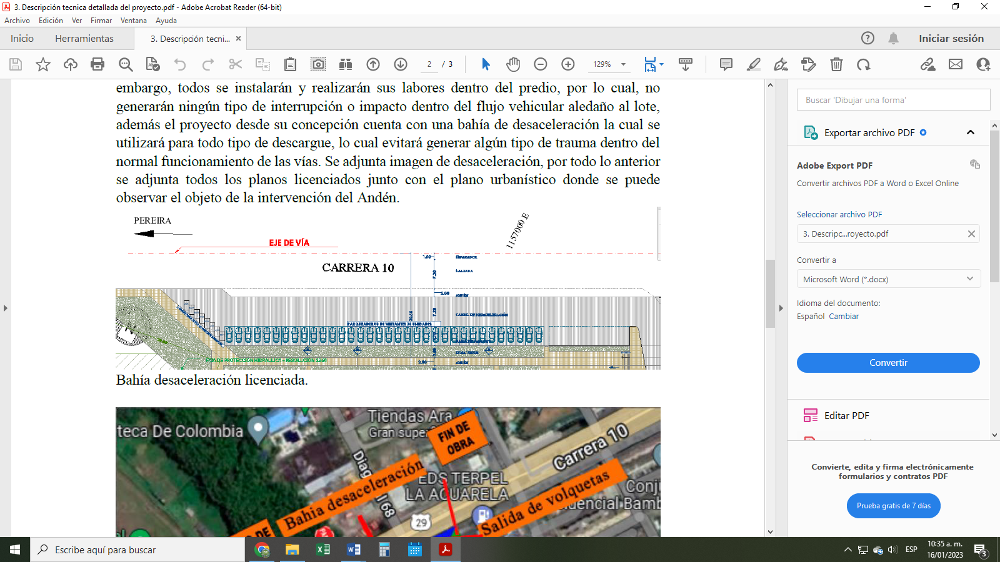 3. Descripción tecnica detallada del proyecto.pdf - Adobe Acrobat Reader (64-bit)
Archivo Edición Ver Firmar Ventana Ayuda
Inicio Herramientas 3. Descripción tecni... Iniciar sesión
2 / 3 129%
embargo, todos se instalarán y realizarán sus labores dentro del predio, por lo cual, no
generarán ningún tipo de interrupción o impacto dentro del flujo vehicular aledaño al lote,
además el proyecto desde su concepción cuenta con una bahía de desaceleración la cual se
utilizará para todo tipo de descargue, lo cual evitará generar algún tipo de trauma dentro del
normal funcionamiento de las vías. Se adjunta imagen de desaceleración, por todo lo anterior
se adjunta todos los planos licenciados junto con el plano urbanístico donde se puede
observar el objeto de la intervención del Andén.
PEREIRA
1157000 E
EJE DE VÍA
CARRERA 10
1.50 SEPARADOR
7.20 CALZADA
2.00 ANDÉN
7.20 CARRIL DE DESACELERACIÓN
PARQUEADEROS DE VISITANTES
ZONA VERDE
2.50 ANDÉN
DE PROTECCIÓN HIDRAULICA - RESOLUCIÓN 2260
Bahía desaceleración licenciada.
teca De Colombia
Tiendas Ara
Gran super
FIN DE
OBRA
Carrera 10
Bahia desaceleración
EDS TERPEL
LA ACUARELA
68
29
Salida de volquetas
Buscar 'Dibujar una forma'
Exportar archivo PDF
Adobe Export PDF
Convertir archivos PDF a Word o Excel Online
Seleccionar archivo PDF
3. Descripc...royecto.pdf
Convertir a
Microsoft Word (*.docx)
Idioma del documento:
Español Cambiar
Convertir
Editar PDF
Convierte, edita y firma electrónicamente
formularios y contratos PDF
Prueba gratis de 7 días
Escribe aquí para buscar
ESP
10:35 a. m.
16/01/2023
3